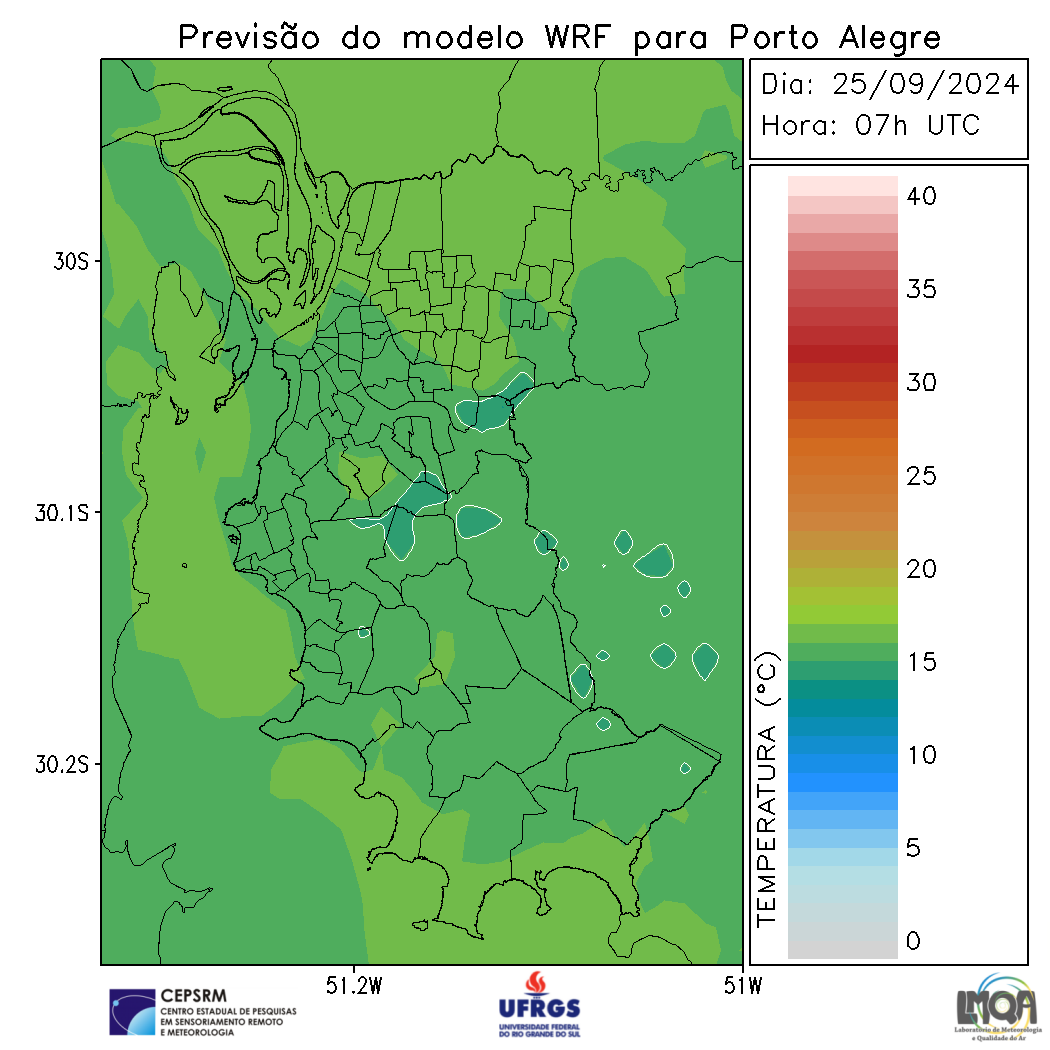 Previsão do modelo WRF para Porto Alegre
Dia: 25/09/2024
Hora: 07h UTC
40
35
30
25
20
15
10
5
0
TEMPERATURA (°C)
30S
30.1S
30.2S
51.2W
51W
CEPSRM
CENTRO ESTADUAL DE PESQUISAS
EM SENSORIAMENTO REMOTO
E METEOROLOGIA
UFRGS
UNIVERSIDADE FEDERAL
DO RIO GRANDE DO SUL
LMQA
Laboratório de Meteorologia
e Qualidade do Ar